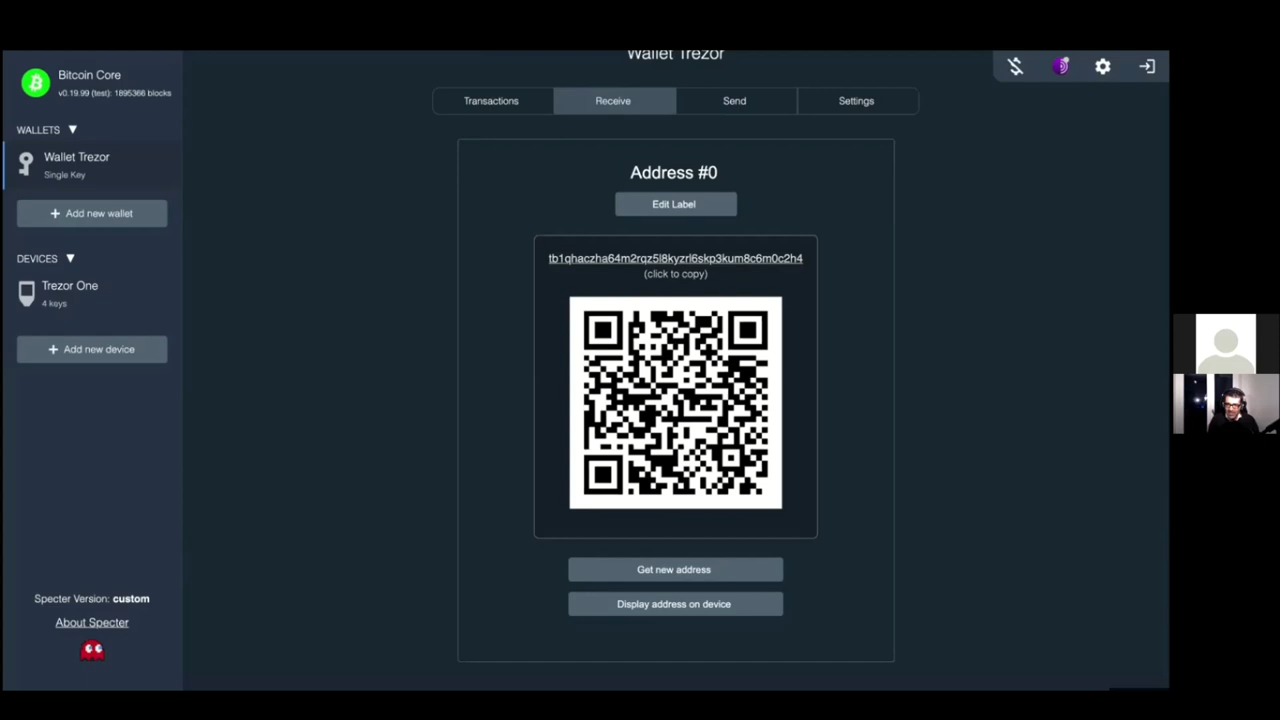 Wallet Trezor
Bitcoin Core
v0.19.99 (test): 1895366 blocks
WALLETS ▼
Wallet Trezor
Single Key
+ Add new wallet
DEVICES ▼
Trezor One
4 keys
+ Add new device
Specter Version: custom
About Specter
Transactions
Receive
Send
Settings
Address #0
Edit Label
tb1qhaczha64m2rqz5l8kyzrl6skp3kum8c6m0c2h4
(click to copy)
Get new address
Display address on device